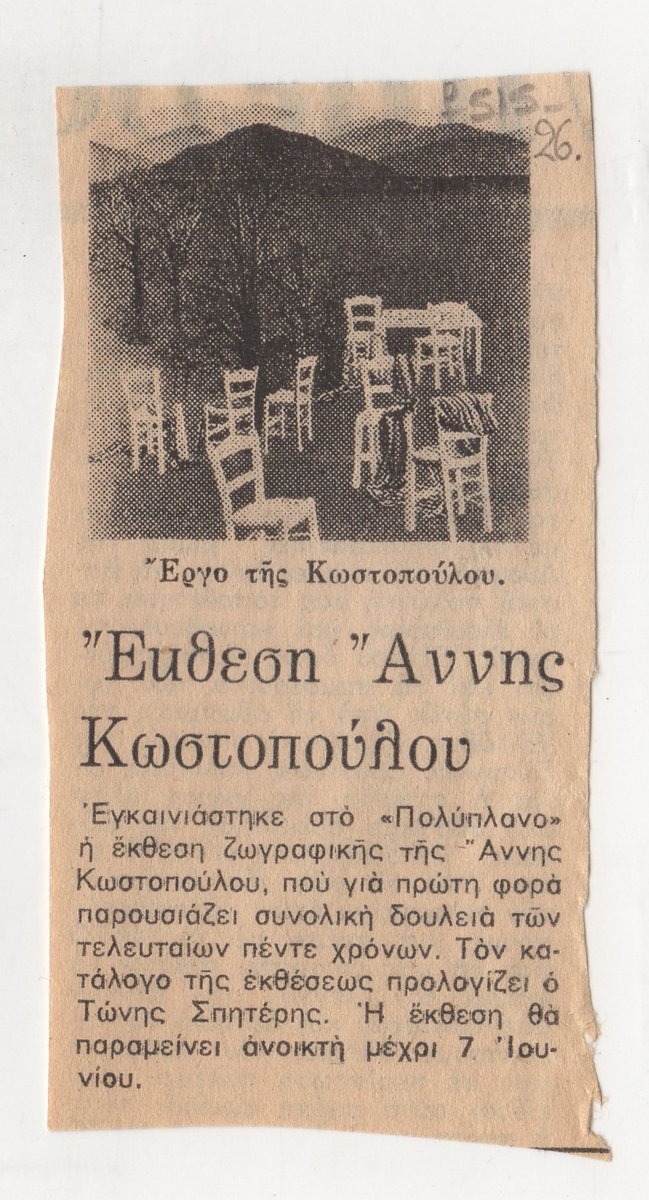 26.
Ἔργο τῆς Κωστοπούλου.
Ἔκθεση Ἄννης
Κωστοπούλου
Ἐγκαινιάστηκε στὸ «Πολύπλανο»
ἡ ἔκθεση ζωγραφικῆς τῆς Ἄννης
Κωστοπούλου, ποὺ γιὰ πρώτη φορὰ
παρουσιάζει συνολικὴ δουλειὰ τῶν
τελευταίων πέντε χρόνων. Τὸν κα-
τάλογο τῆς ἐκθέσεως προλογίζει ὁ
Τώνης Σπητέρης. Ἡ ἔκθεση θὰ
παραμείνει ἀνοικτὴ μέχρι 7 Ἰου-
νίου.